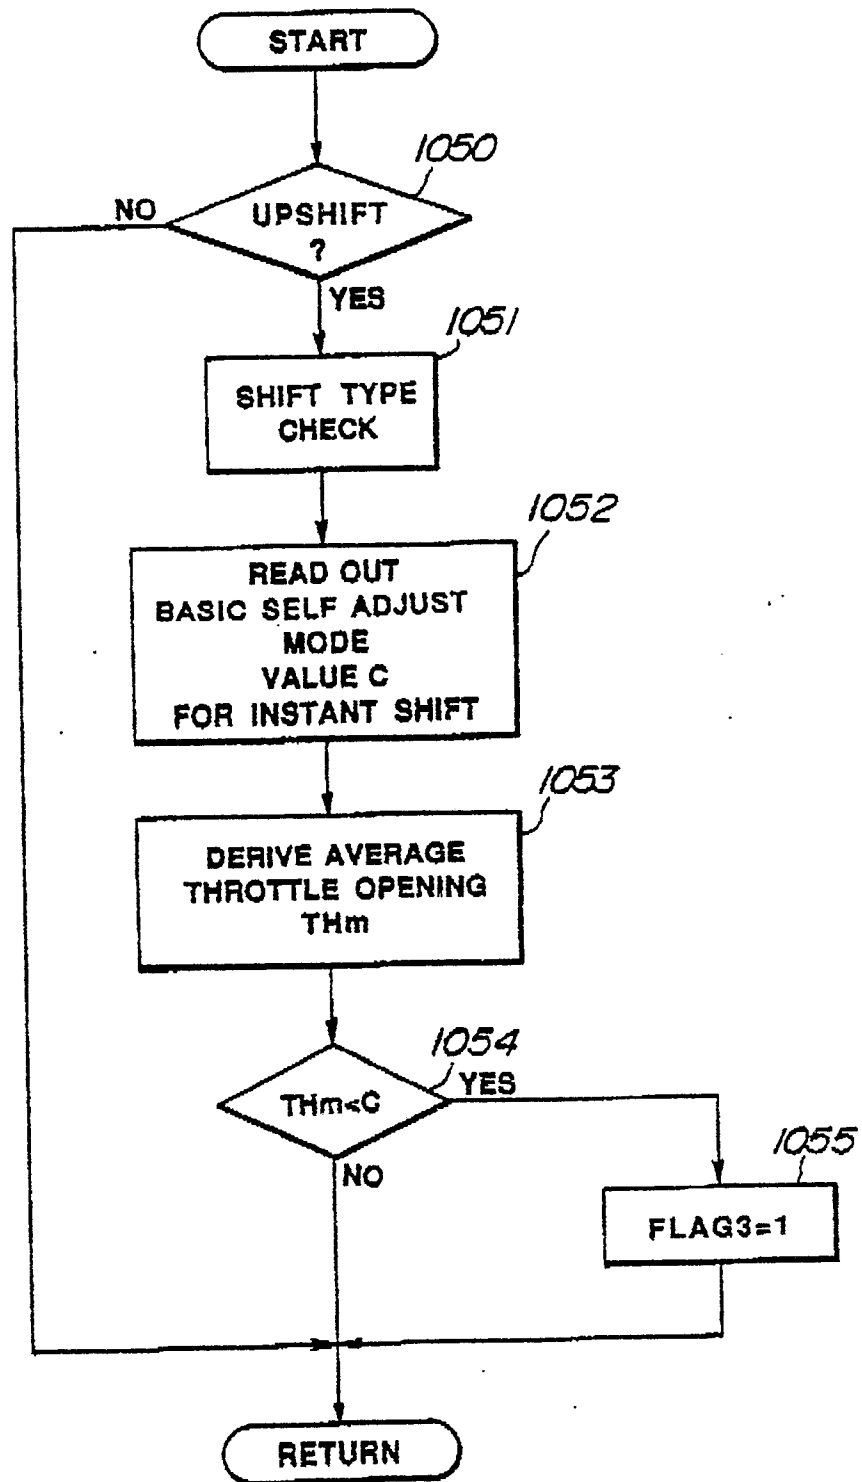 START
1050
NO
UPSHIFT
?
YES
1051
SHIFT TYPE
CHECK
1052
READ OUT
BASIC SELF ADJUST
MODE
VALUE C
FOR INSTANT SHIFT
1053
DERIVE AVERAGE
THROTTLE OPENING
THm
1054
THm<C
YES
NO
1055
FLAG3=1
RETURN